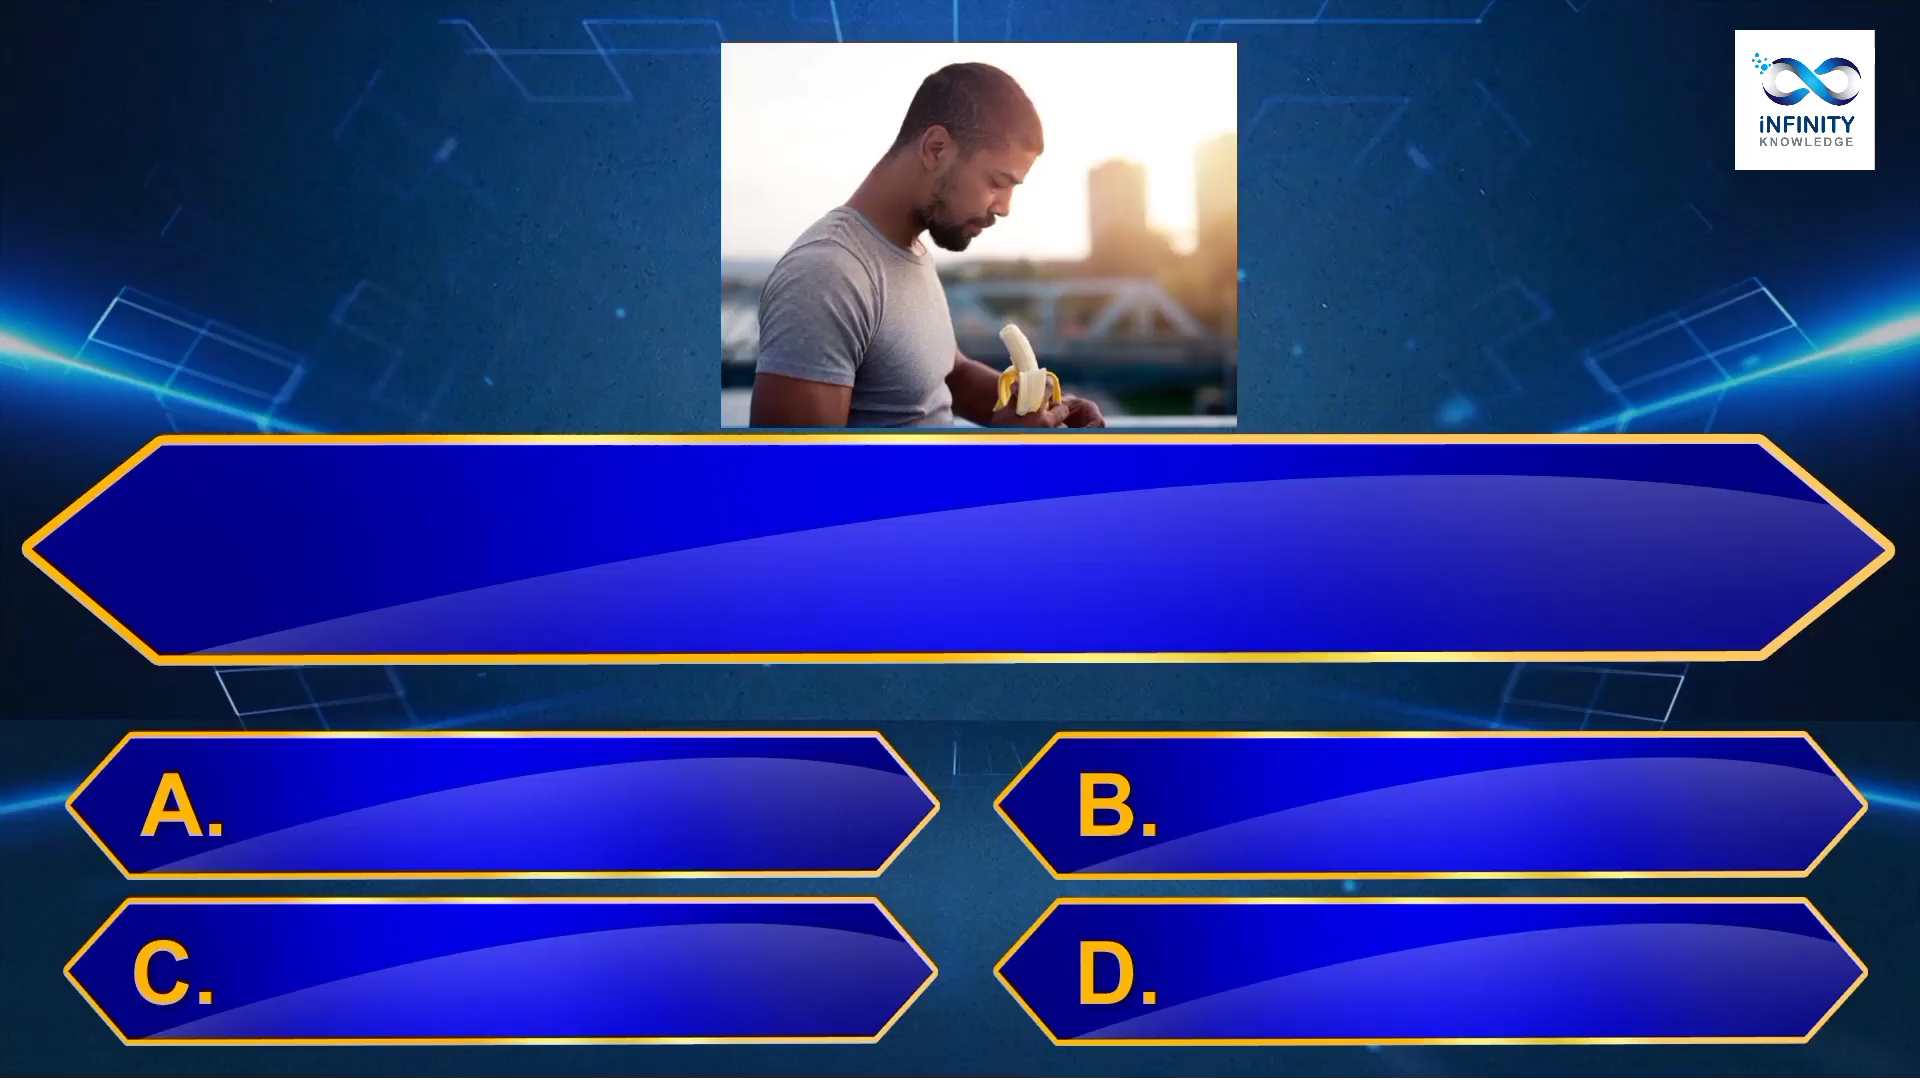 iNFINITY
KNOWLEDGE
A.
B.
C.
D.